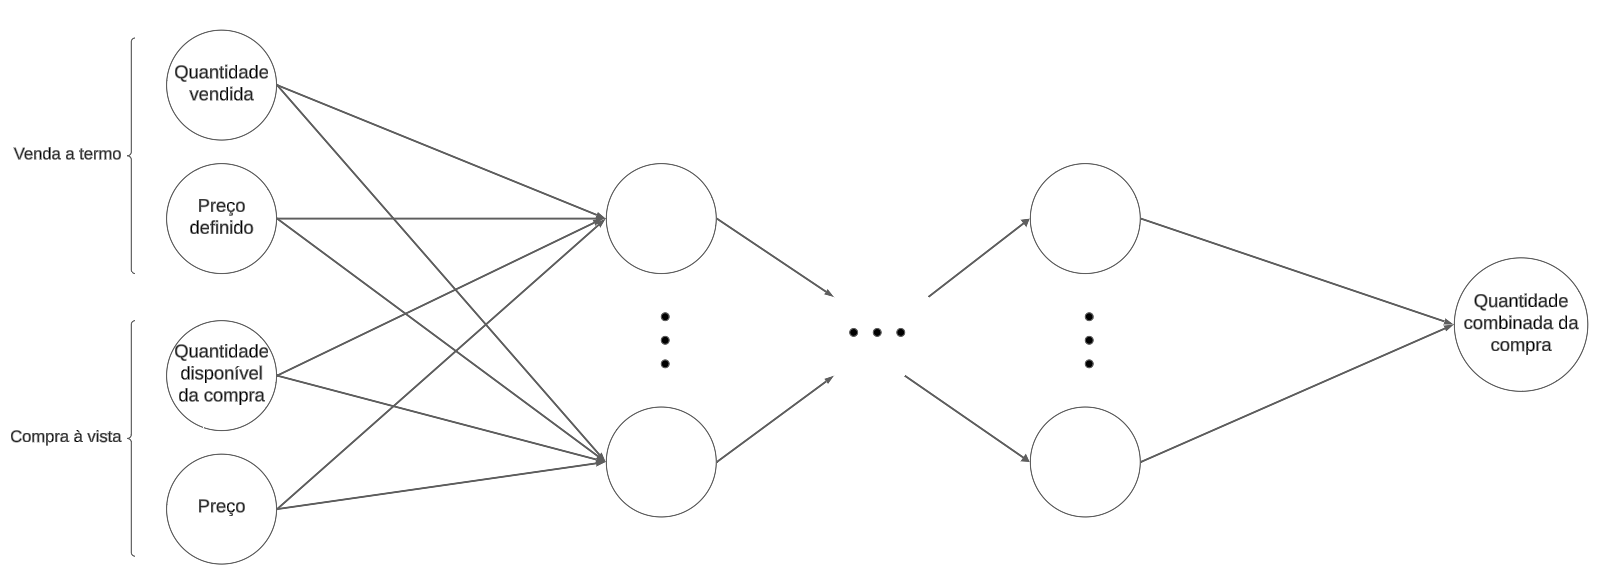 Venda a termo
Quantidade
vendida
Preço
definido
Compra à vista
Quantidade
disponível
da compra
Preço
Quantidade
combinada da
compra